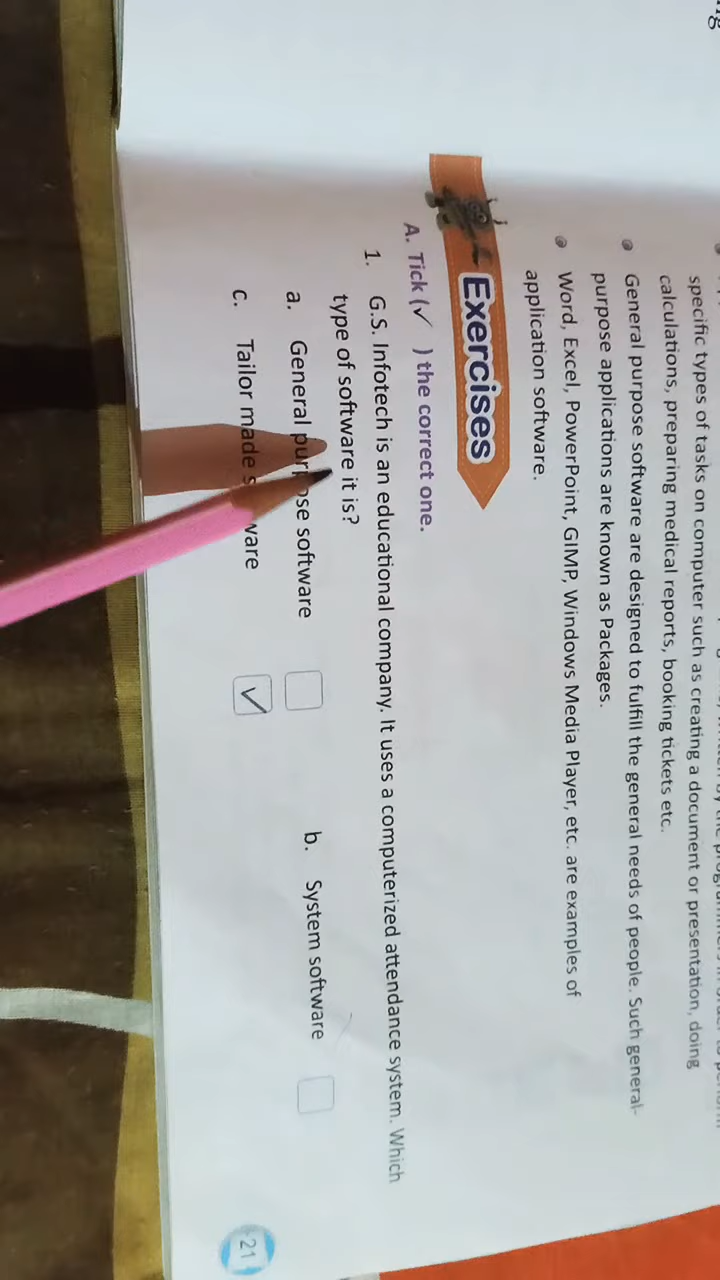 specific types of tasks on computer such as creating a document or presentation, doing
calculations, preparing medical reports, booking tickets etc.
General purpose software are designed to fulfill the general needs of people. Such general-
purpose applications are known as Packages.
Word, Excel, PowerPoint, GIMP, Windows Media Player, etc. are examples of
application software.
Exercises
A. Tick (✓ ) the correct one.
1. G.S. Infotech is an educational company. It uses a computerized attendance system. Which
type of software it is?
a. General purpose software b. System software
c. Tailor made ware ✓
21